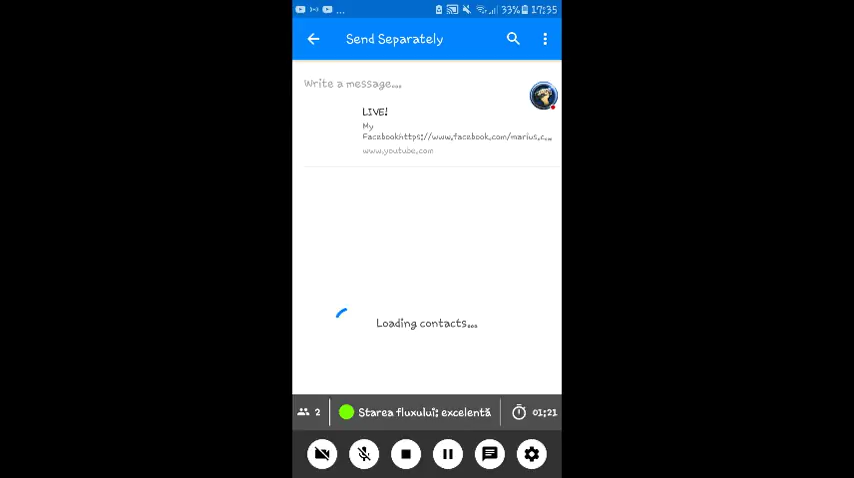 ... 33% 17:35
Send Separately
Write a message...
LIVE!
My
Facebookhttps://www.facebook.com/marius.c...
www.youtube.com
Loading contacts...
2 Starea fluxului: excelentă 01:21